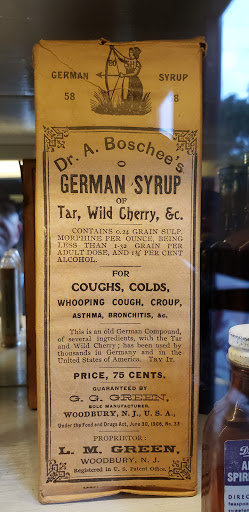 GERMAN SYRUP
58 8
Dr. A. Boschee's
GERMAN SYRUP
OF
Tar, Wild Cherry, &c.
CONTAINS 0.24 GRAIN SULP.
MORPHINE PER OUNCE, BEING
LESS THAN 1-32 GRAIN PER
ADULT DOSE, AND 1⅜ PER CENT
ALCOHOL.
FOR
COUGHS, COLDS,
WHOOPING COUGH, CROUP,
ASTHMA, BRONCHITIS, &c.
This is an old German Compound,
of several ingredients, with the Tar
and Wild Cherry; has been used by
thousands in Germany and in the
United States of America. TRY IT.
PRICE, 75 CENTS.
GUARANTEED BY
G. G. GREEN,
SOLE MANUFACTURER,
WOODBURY, N. J., U. S. A.,
Under the Food and Drugs Act, June 30, 1906, No. 33
PROPRIETOR:
L. M. GREEN,
WOODBURY, N. J.
Registered in U. S. Patent Office.
SPIR
DIREC